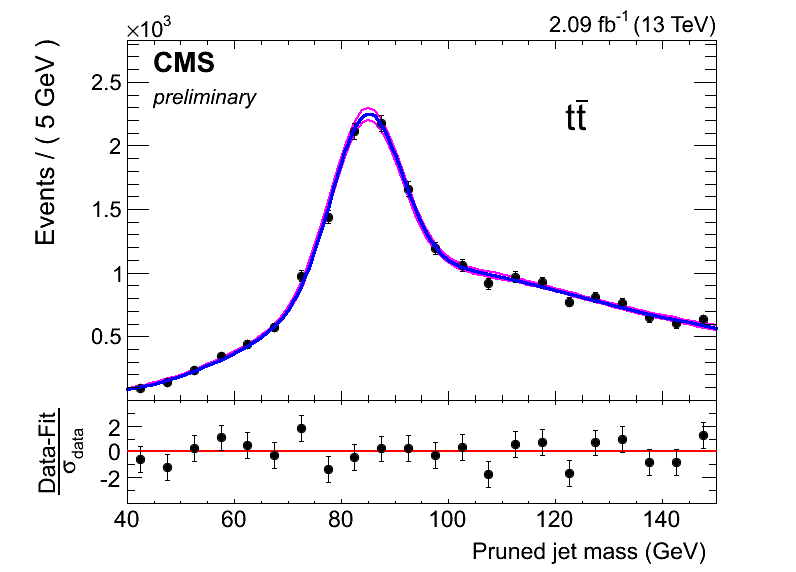 ×10³
2.09 fb⁻¹ (13 TeV)
CMS
preliminary
tt̄
Events / ( 5 GeV )
2.5
2
1.5
1
0.5
Data-Fit
σdata
2
0
-2
40 60 80 100 120 140
Pruned jet mass (GeV)